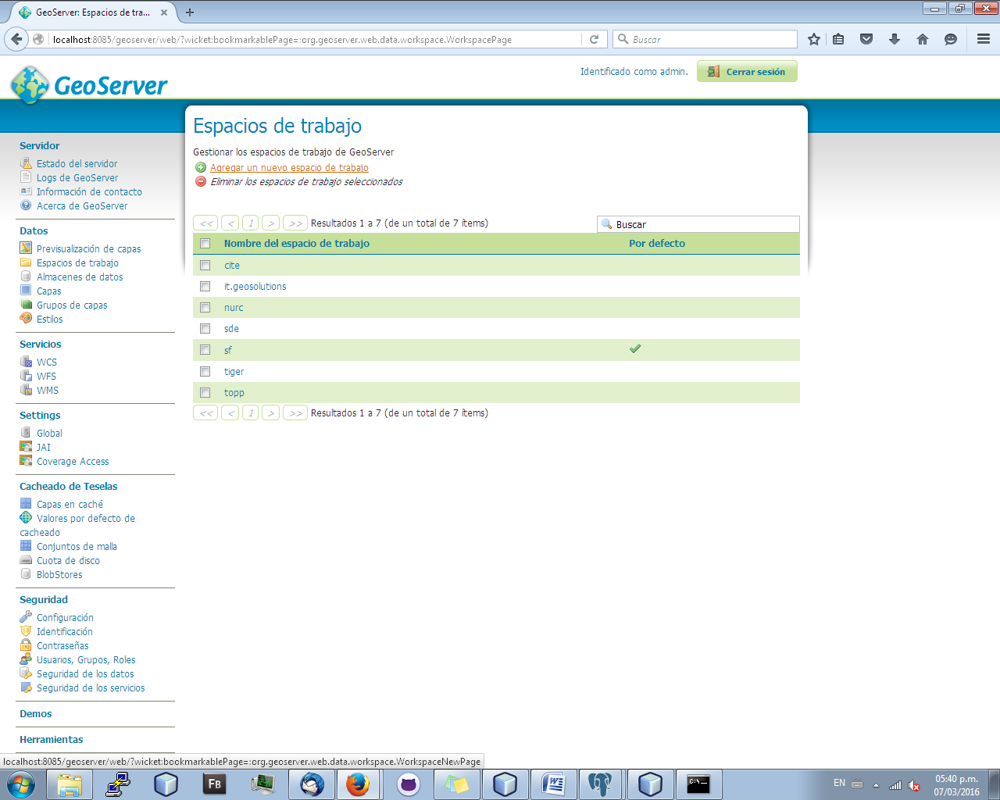 GeoServer: Espacios de tra...
localhost:8085/geoserver/web/?wicket:bookmarkablePage=:org.geoserver.web.data.workspace.WorkspacePage
Buscar
GeoServer
Identificado como admin.
Cerrar sesión
Servidor
Estado del servidor
Logs de GeoServer
Información de contacto
Acerca de GeoServer
Datos
Previsualización de capas
Espacios de trabajo
Almacenes de datos
Capas
Grupos de capas
Estilos
Servicios
WCS
WFS
WMS
Settings
Global
JAI
Coverage Access
Cacheado de Teselas
Capas en caché
Valores por defecto de
cacheado
Conjuntos de malla
Cuota de disco
BlobStores
Seguridad
Configuración
Identificación
Contraseñas
Usuarios, Grupos, Roles
Seguridad de los datos
Seguridad de los servicios
Demos
Herramientas
Espacios de trabajo
Gestionar los espacios de trabajo de GeoServer
Agregar un nuevo espacio de trabajo
Eliminar los espacios de trabajo seleccionados
<< < 1 > >> Resultados 1 a 7 (de un total de 7 ítems)
Buscar
Nombre del espacio de trabajo Por defecto
cite
it.geosolutions
nurc
sde
sf
tiger
topp
<< < 1 > >> Resultados 1 a 7 (de un total de 7 ítems)
localhost:8085/geoserver/web/?wicket:bookmarkablePage=:org.geoserver.web.data.workspace.WorkspaceNewPage
FB
W
C:\_
EN
05:40 p.m.
07/03/2016